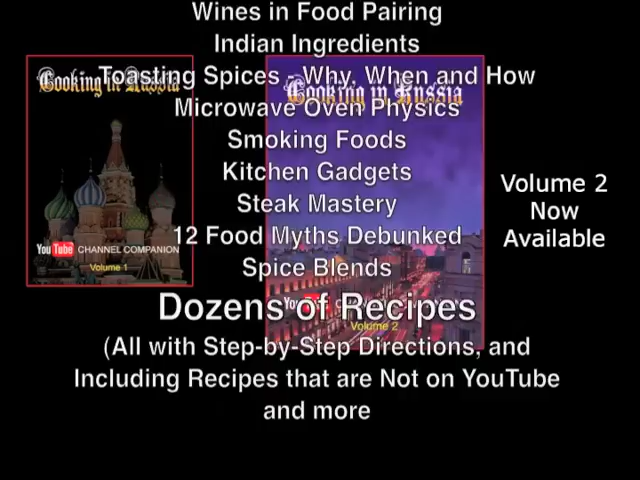 Wines in Food Pairing
Indian Ingredients
Toasting Spices - Why, When and How
Cooking in Russia
Cooking in Russia
Microwave Oven Physics
Smoking Foods
Kitchen Gadgets
Volume 2
Now
Available
Steak Mastery
12 Food Myths Debunked
YouTube CHANNEL COMPANION
Volume 1
Spice Blends
Dozens of Recipes
You
Volume 2
(All with Step-by-Step Directions, and
Including Recipes that are Not on YouTube
and more